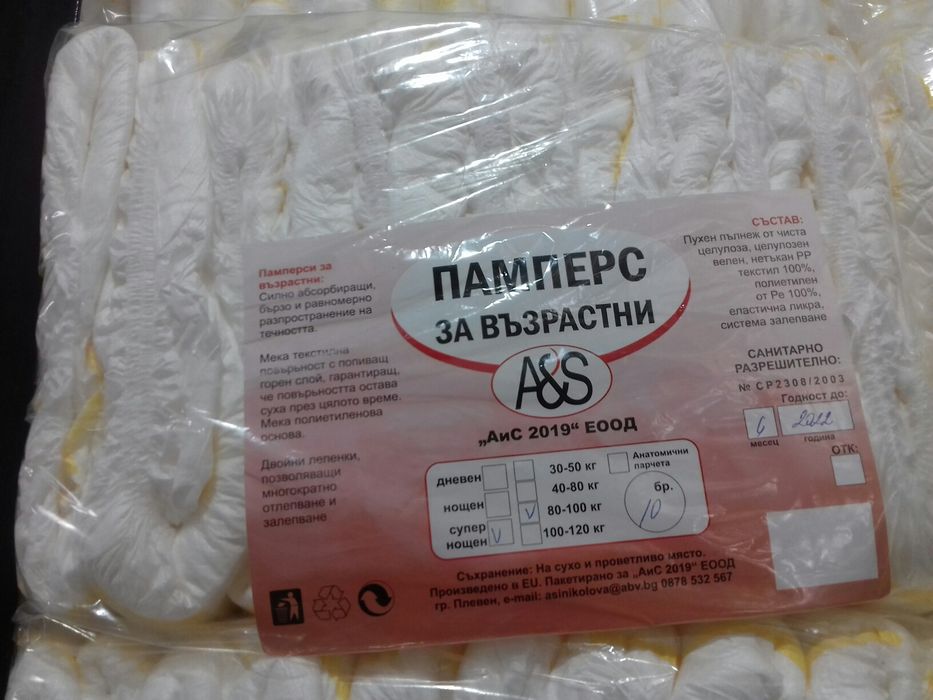 Памперси за
възрастни:
Силно абсорбиращи,
бързо и равномерно
разпространение на
течността.
Мека текстилна
повърьност с попиващ
горен слой, гарантиращ,
че повърьността остава
суха през цялото време.
Мека полиетиленова
основа.
Двойни лепенки,
позволяващи
многократно
отлепване и
залепване
ПАМПЕРС
ЗА ВЪЗРАСТНИ
A&S
„АиС 2019“ ЕООД
дневен
нощен
супер
нощен V
30-50 кг
40-80 кг
V 80-100 кг
100-120 кг
Анатомични
парчета
бр.
10
СЪСТАВ:
Пухен пълнеж от чиста
целулоза, целулозен
велен, нетъкан PP
текстил 100%,
полиетилен
от Ре 100%,
еластична ликра,
система залепване
САНИТАРНО
РАЗРЕШИТЕЛНО:
№ СР2308/2003
Годност до:
6 2022
месец година
ОТК:
Съхранение: На сухо и проветливо място.
Произведено в EU. Пакетирано за „АиС 2019“ ЕООД
гр. Плевен, e-mail: asinikolova@abv.bg 0878 532 567